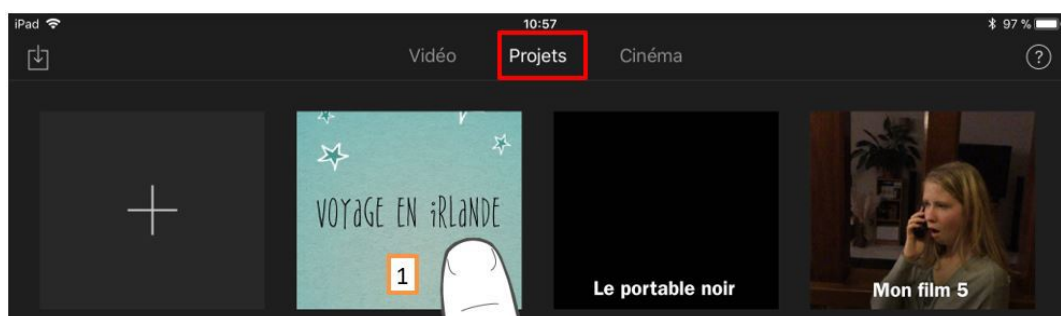 iPad 10:57 97 %
Vidéo Projets Cinéma ?
VOYAGE EN IRLANDE
1
Le portable noir
Mon film 5